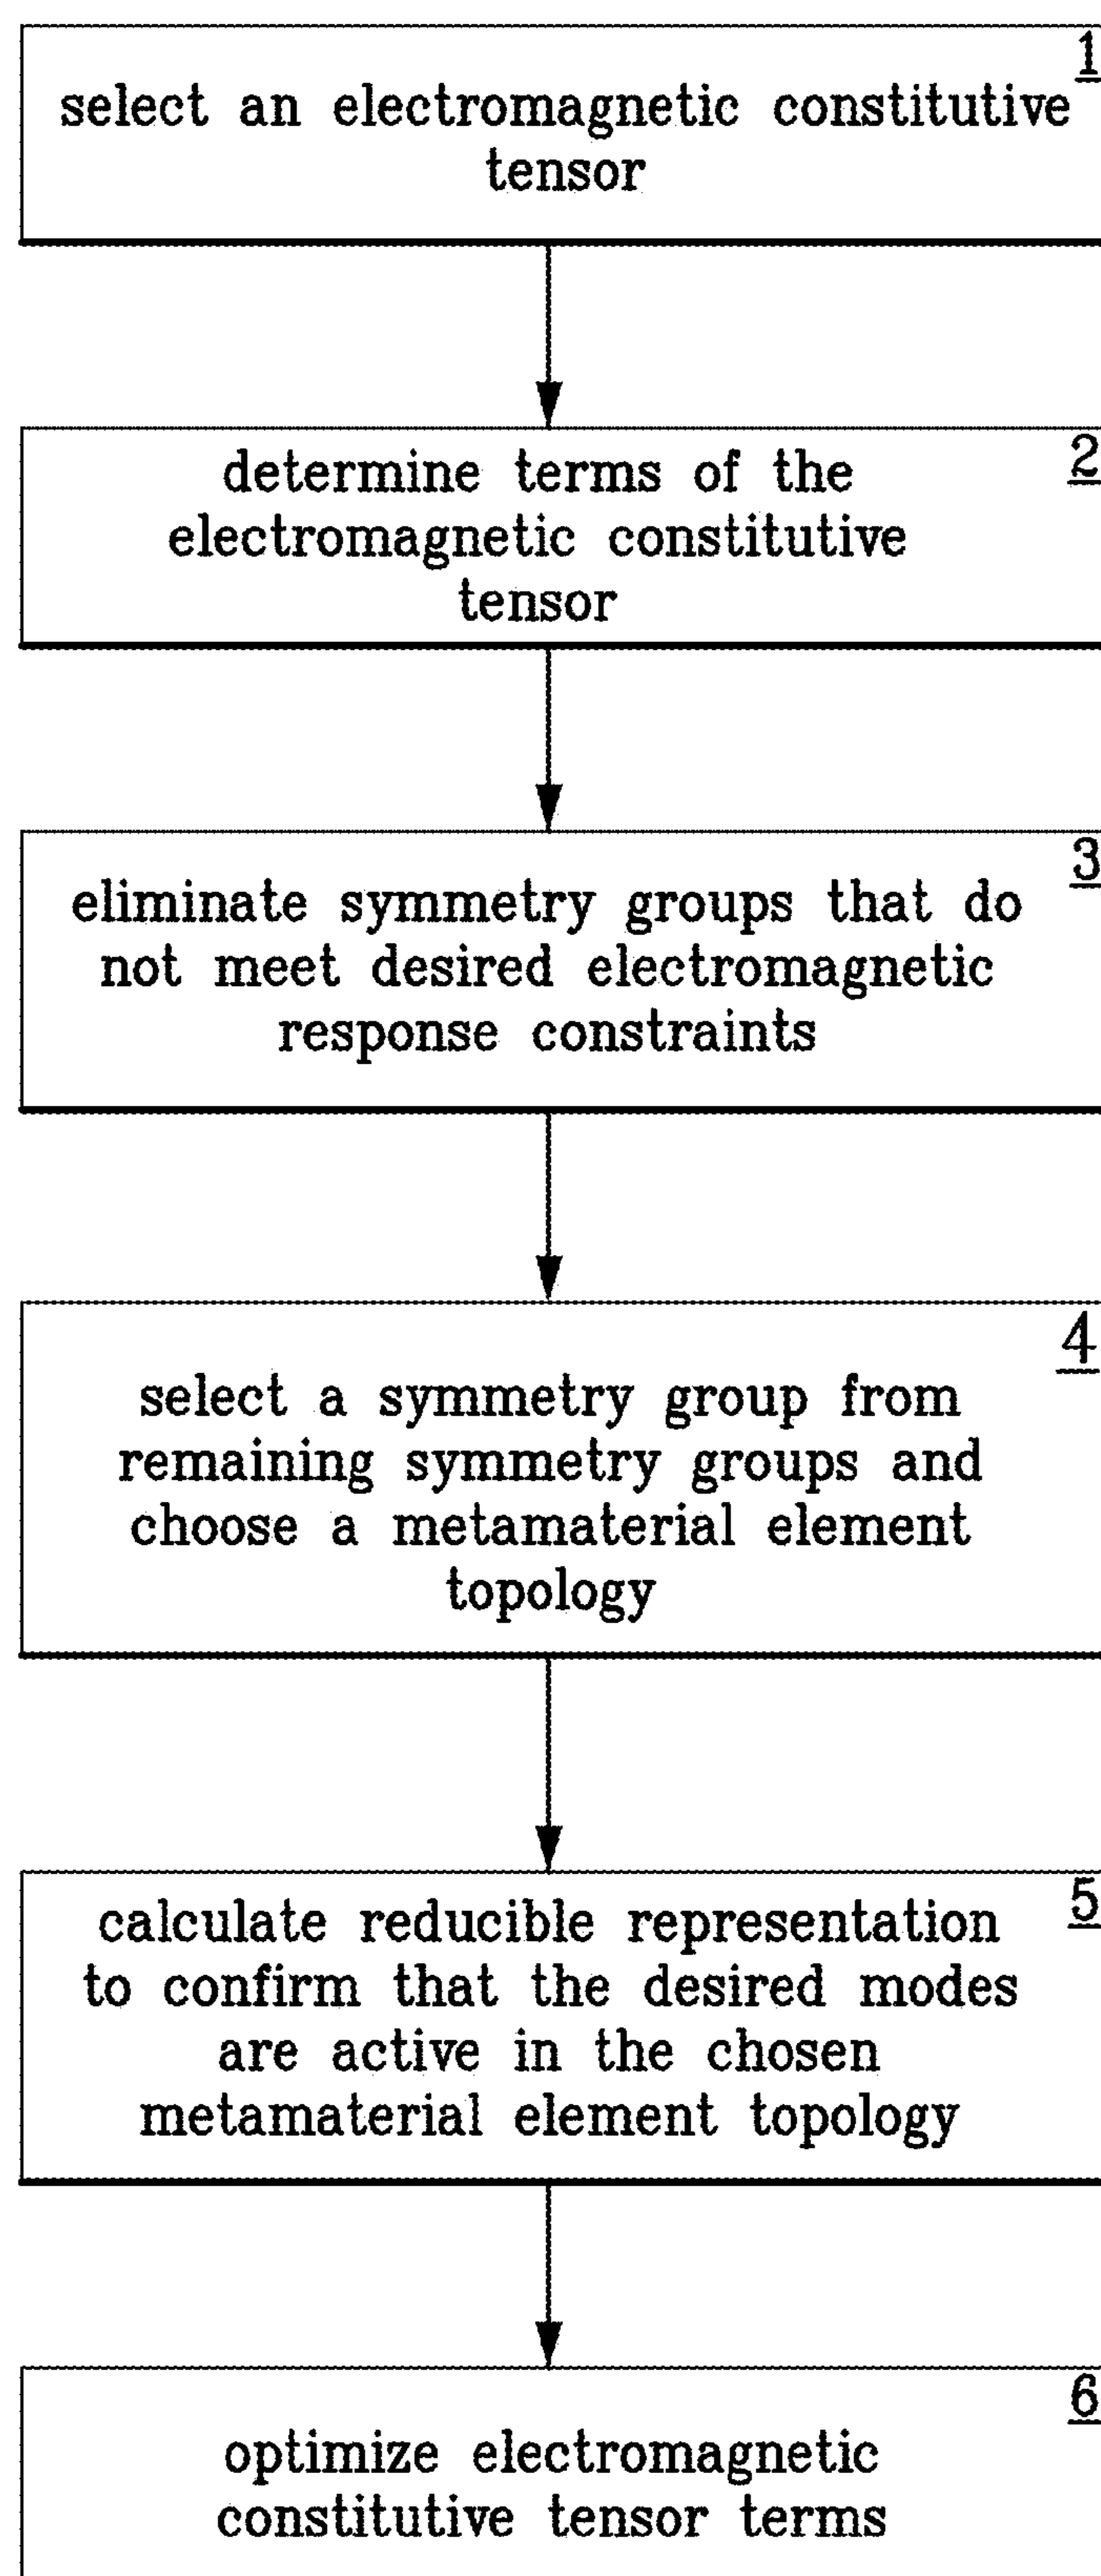 1
select an electromagnetic constitutive
tensor
2
determine terms of the
electromagnetic constitutive
tensor
3
eliminate symmetry groups that do
not meet desired electromagnetic
response constraints
4
select a symmetry group from
remaining symmetry groups and
choose a metamaterial element
topology
5
calculate reducible representation
to confirm that the desired modes
are active in the chosen
metamaterial element topology
6
optimize electromagnetic
constitutive tensor terms